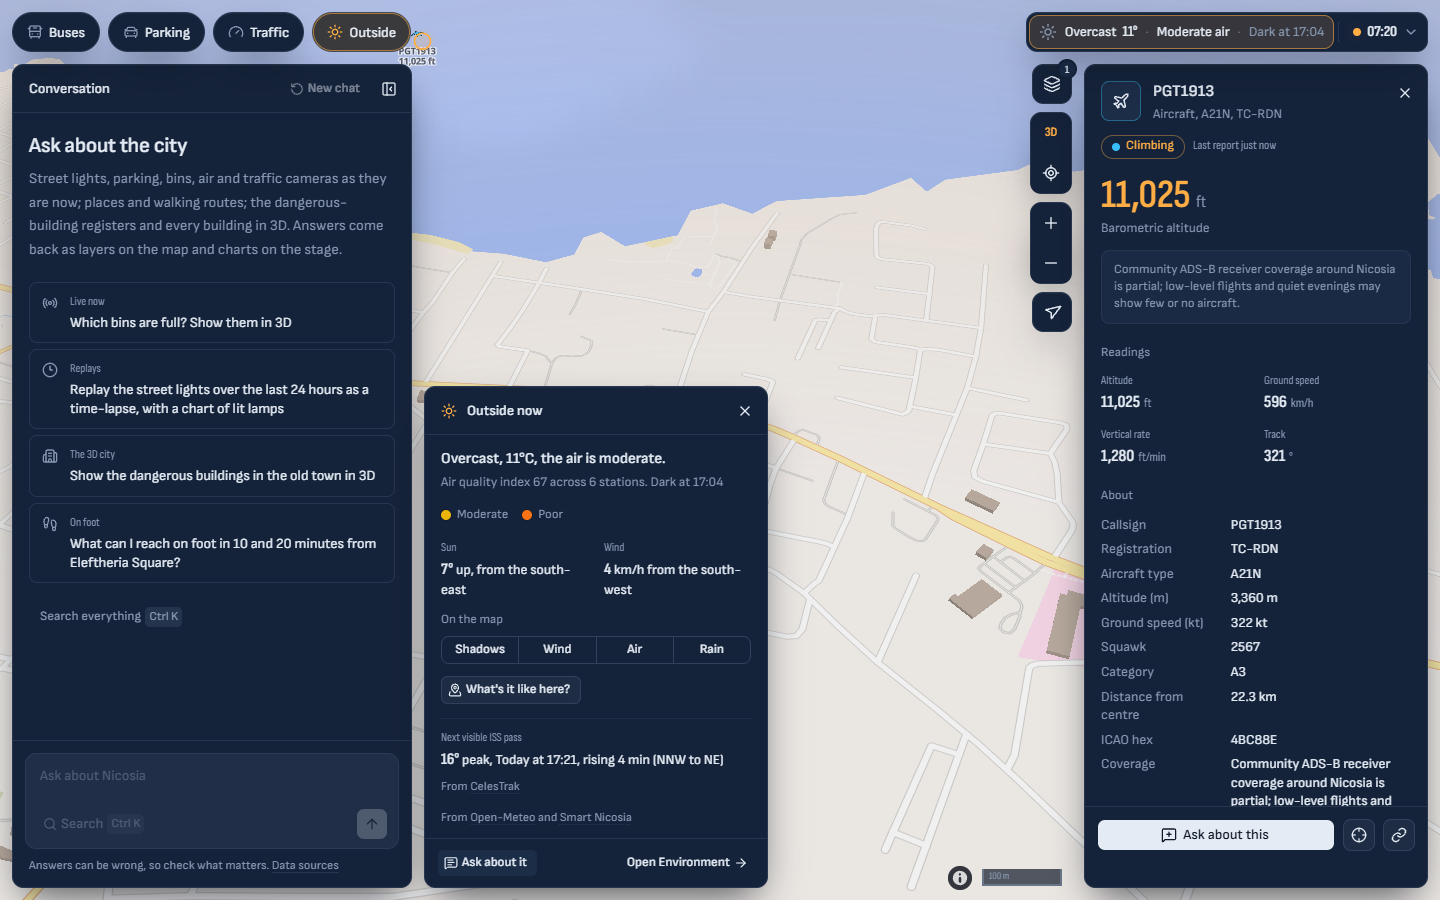 Buses
Parking
Traffic
Outside
PGT1913
11,025 ft
Overcast 11° · Moderate air · Dark at 17:04
07:20
Conversation
New chat
Ask about the city
Street lights, parking, bins, air and traffic cameras as they
are now; places and walking routes; the dangerous-
building registers and every building in 3D. Answers come
back as layers on the map and charts on the stage.
Live now
Which bins are full? Show them in 3D
Replays
Replay the street lights over the last 24 hours as a
time-lapse, with a chart of lit lamps
The 3D city
Show the dangerous buildings in the old town in 3D
On foot
What can I reach on foot in 10 and 20 minutes from
Eleftheria Square?
Search everything Ctrl K
Ask about Nicosia
Search Ctrl K
Answers can be wrong, so check what matters. Data sources
Outside now
Overcast, 11°C, the air is moderate.
Air quality index 67 across 6 stations. Dark at 17:04
Moderate Poor
Sun
7° up, from the south-
east
Wind
4 km/h from the south-
west
On the map
Shadows
Wind
Air
Rain
What's it like here?
Next visible ISS pass
16° peak, Today at 17:21, rising 4 min (NNW to NE)
From CelesTrak
From Open-Meteo and Smart Nicosia
Ask about it
Open Environment
1
3D
100 m
PGT1913
Aircraft, A21N, TC-RDN
Climbing
Last report just now
11,025 ft
Barometric altitude
Community ADS-B receiver coverage around Nicosia
is partial; low-level flights and quiet evenings may
show few or no aircraft.
Readings
Altitude
11,025 ft
Ground speed
596 km/h
Vertical rate
1,280 ft/min
Track
321 °
About
Callsign PGT1913
Registration TC-RDN
Aircraft type A21N
Altitude (m) 3,360 m
Ground speed (kt) 322 kt
Squawk 2567
Category A3
Distance from
centre
22.3 km
ICAO hex 4BC88E
Coverage
Community ADS-B receiver
coverage around Nicosia is
partial; low-level flights and
Ask about this